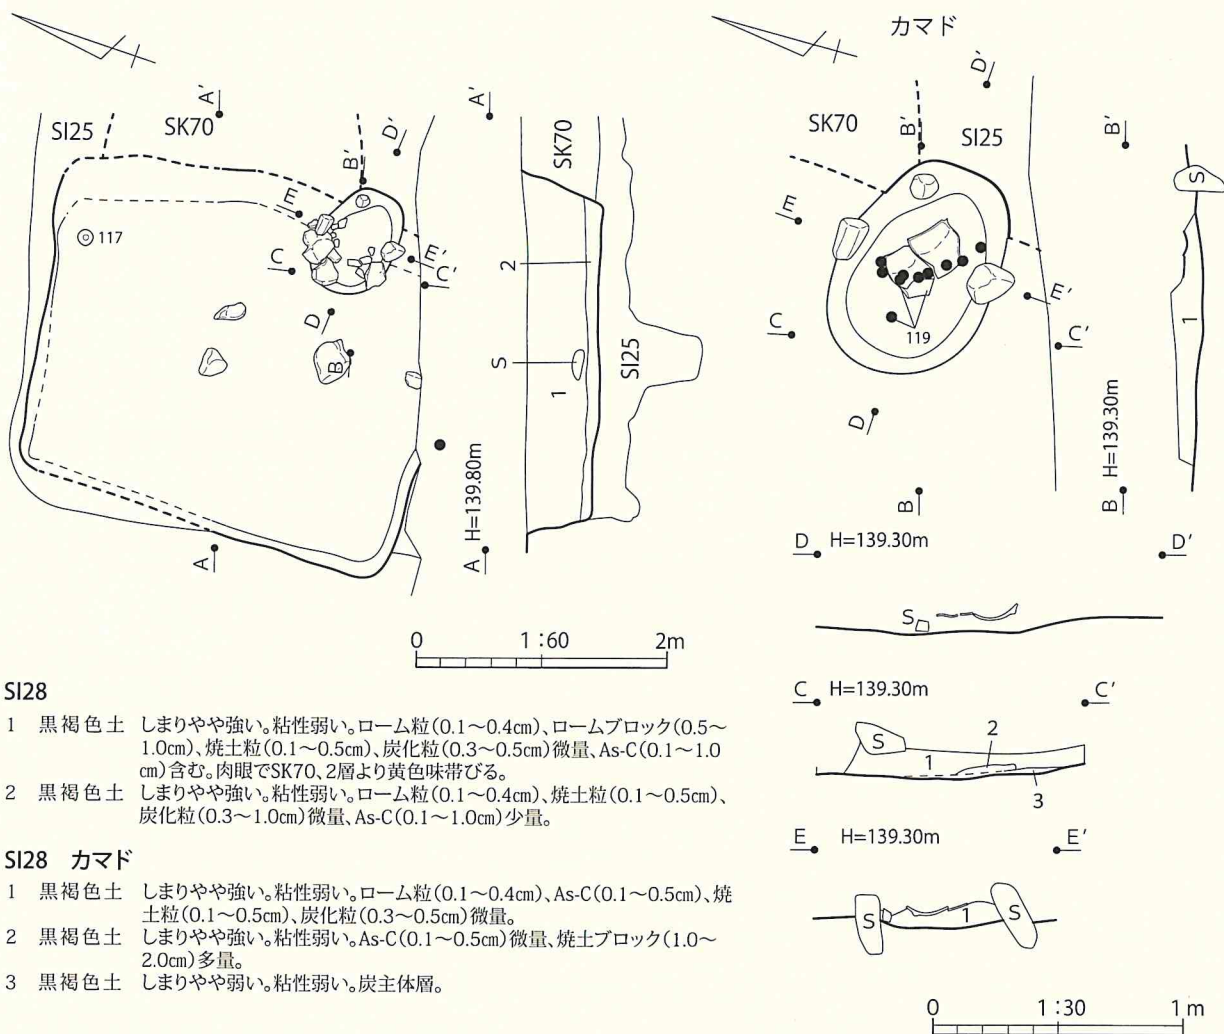 カマド
A'
SI25
SK70
D'
B'
E
117
C
E'
C'
D
B
A
A'
SK70
2
S
1
SI25
H=139.80m
A
D'
SK70
B'
SI25
E
E'
C
C'
119
D
B
B'
S
1
H=139.30m
B
D H=139.30m D'
S
C H=139.30m C'
S
2
1
3
E H=139.30m E'
S
1
S
0 1:60 2m
SI28
1 黒褐色土 しまりやや強い。粘性弱い。ローム粒(0.1～0.4㎝)、ロームブロック(0.5～
1.0㎝)、焼土粒(0.1～0.5㎝)、炭化粒(0.3～0.5㎝)微量、As-C(0.1～1.0
㎝)含む。肉眼でSK70、2層より黄色味帯びる。
2 黒褐色土 しまりやや強い。粘性弱い。ローム粒(0.1～0.4㎝)、焼土粒(0.1～0.5㎝)、
炭化粒(0.3～1.0㎝)微量、As-C(0.1～1.0㎝)少量。
SI28 カマド
1 黒褐色土 しまりやや強い。粘性弱い。ローム粒(0.1～0.4㎝)、As-C(0.1～0.5㎝)、焼
土粒(0.1～0.5㎝)、炭化粒(0.3～0.5㎝)微量。
2 黒褐色土 しまりやや強い。粘性弱い。As-C(0.1～0.5㎝)微量、焼土ブロック(1.0～
2.0㎝)多量。
3 黒褐色土 しまりやや弱い。粘性弱い。炭主体層。
0 1:30 1m